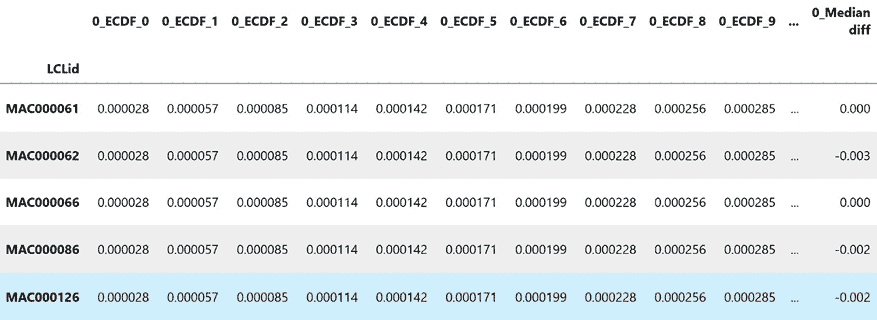 0_ECDF_0 0_ECDF_1 0_ECDF_2 0_ECDF_3 0_ECDF_4 0_ECDF_5 0_ECDF_6 0_ECDF_7 0_ECDF_8 0_ECDF_9 ... 0_Median
diff
LCLid
MAC000061 0.000028 0.000057 0.000085 0.000114 0.000142 0.000171 0.000199 0.000228 0.000256 0.000285 ... 0.000
MAC000062 0.000028 0.000057 0.000085 0.000114 0.000142 0.000171 0.000199 0.000228 0.000256 0.000285 ... -0.003
MAC000066 0.000028 0.000057 0.000085 0.000114 0.000142 0.000171 0.000199 0.000228 0.000256 0.000285 ... 0.000
MAC000086 0.000028 0.000057 0.000085 0.000114 0.000142 0.000171 0.000199 0.000228 0.000256 0.000285 ... -0.002
MAC000126 0.000028 0.000057 0.000085 0.000114 0.000142 0.000171 0.000199 0.000228 0.000256 0.000285 ... -0.002